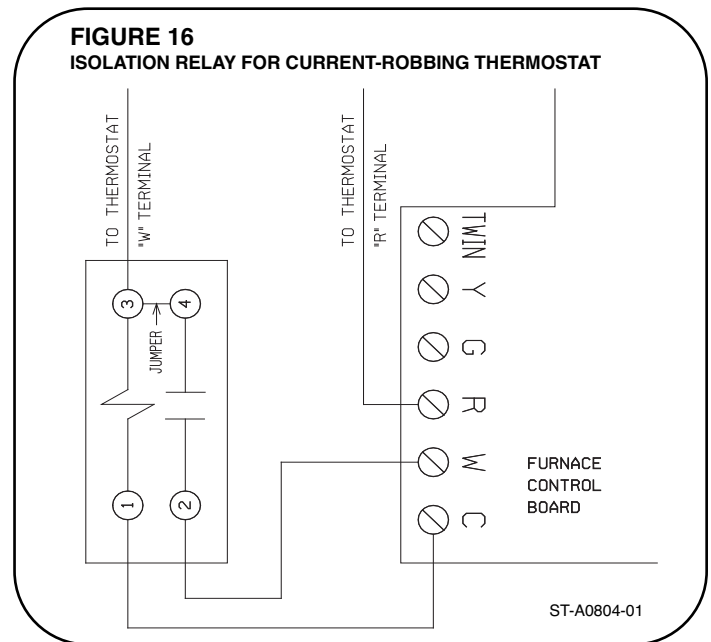 FIGURE 16
ISOLATION RELAY FOR CURRENT-ROBBING THERMOSTAT
TO THERMOSTAT
"W" TERMINAL
TO THERMOSTAT
"R" TERMINAL
3
4
JUMPER
1
2
TWIN
Y
G
R
W
C
FURNACE
CONTROL
BOARD
ST-A0804-01